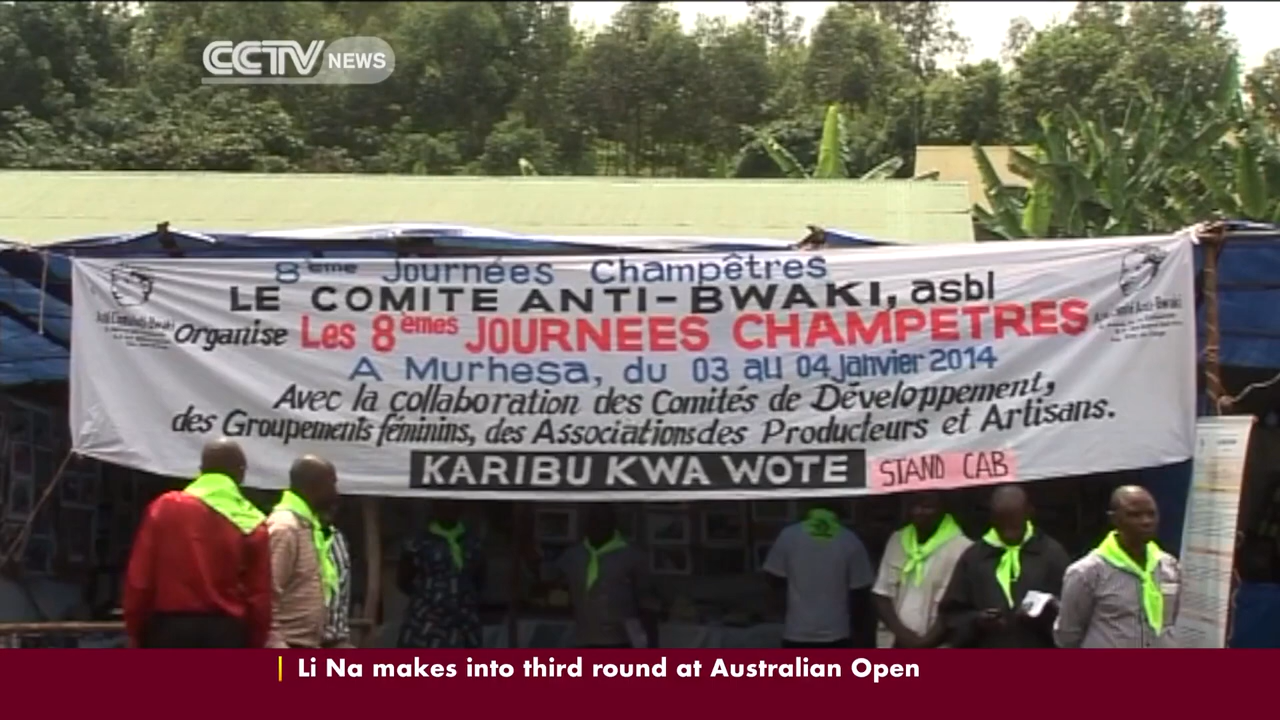 CCTV NEWS
8ème Journées Champêtres
LE COMITE ANTI-BWAKI, asbl
Organise Les 8èmes JOURNEES CHAMPETRES
A Murhesa, du 03 au 04 Janvier 2014
Avec la collaboration des Comités de Développement,
des Groupements féminins, des Associations des Producteurs et Artisans.
KARIBU KWA WOTE STAND CAB
| Li Na makes into third round at Australian Open